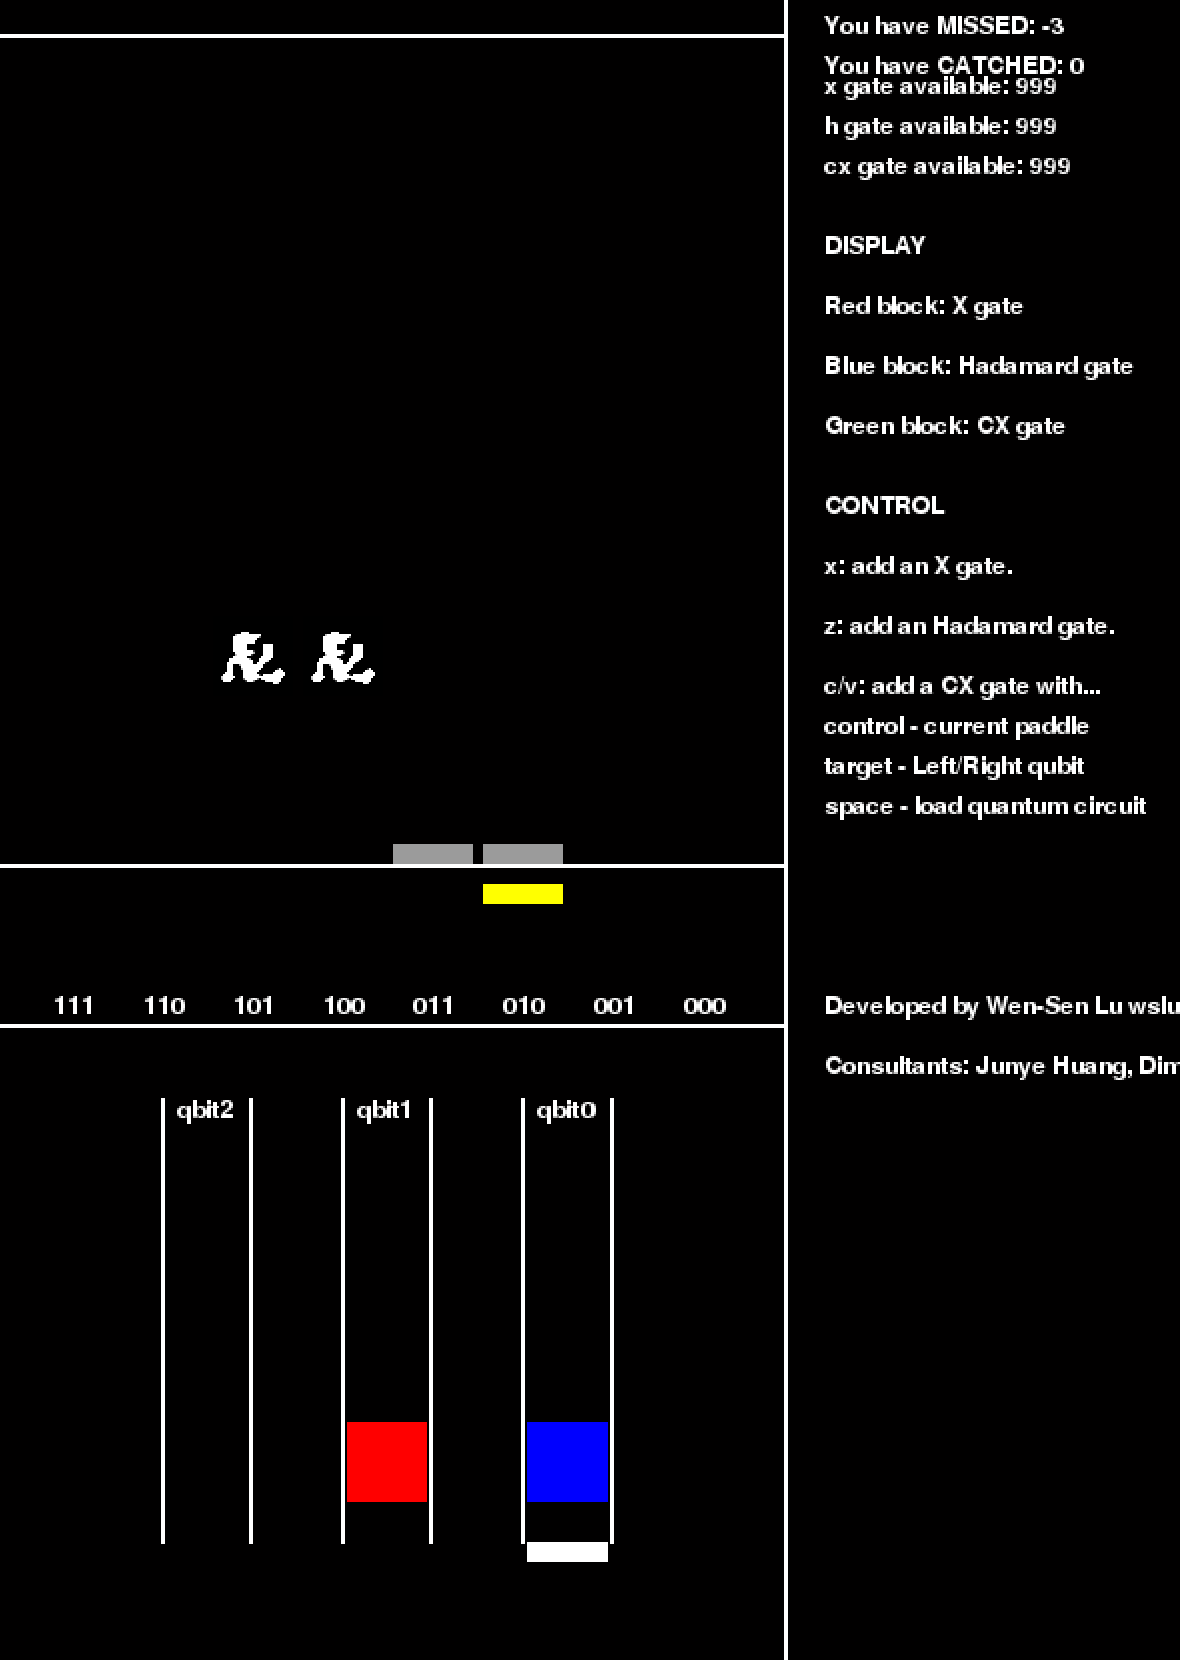 You have MISSED: -3
You have CATCHED: 0
x gate available: 999
h gate available: 999
cx gate available: 999
DISPLAY
Red block: X gate
Blue block: Hadamard gate
Green block: CX gate
CONTROL
x: add an X gate.
z: add an Hadamard gate.
c/v: add a CX gate with...
control - current paddle
target - Left/Right qubit
space - load quantum circuit
111 110 101 100 011 010 001 000
Developed by Wen-Sen Lu wslu
Consultants: Junye Huang, Dim
qbit2 qbit1 qbit0